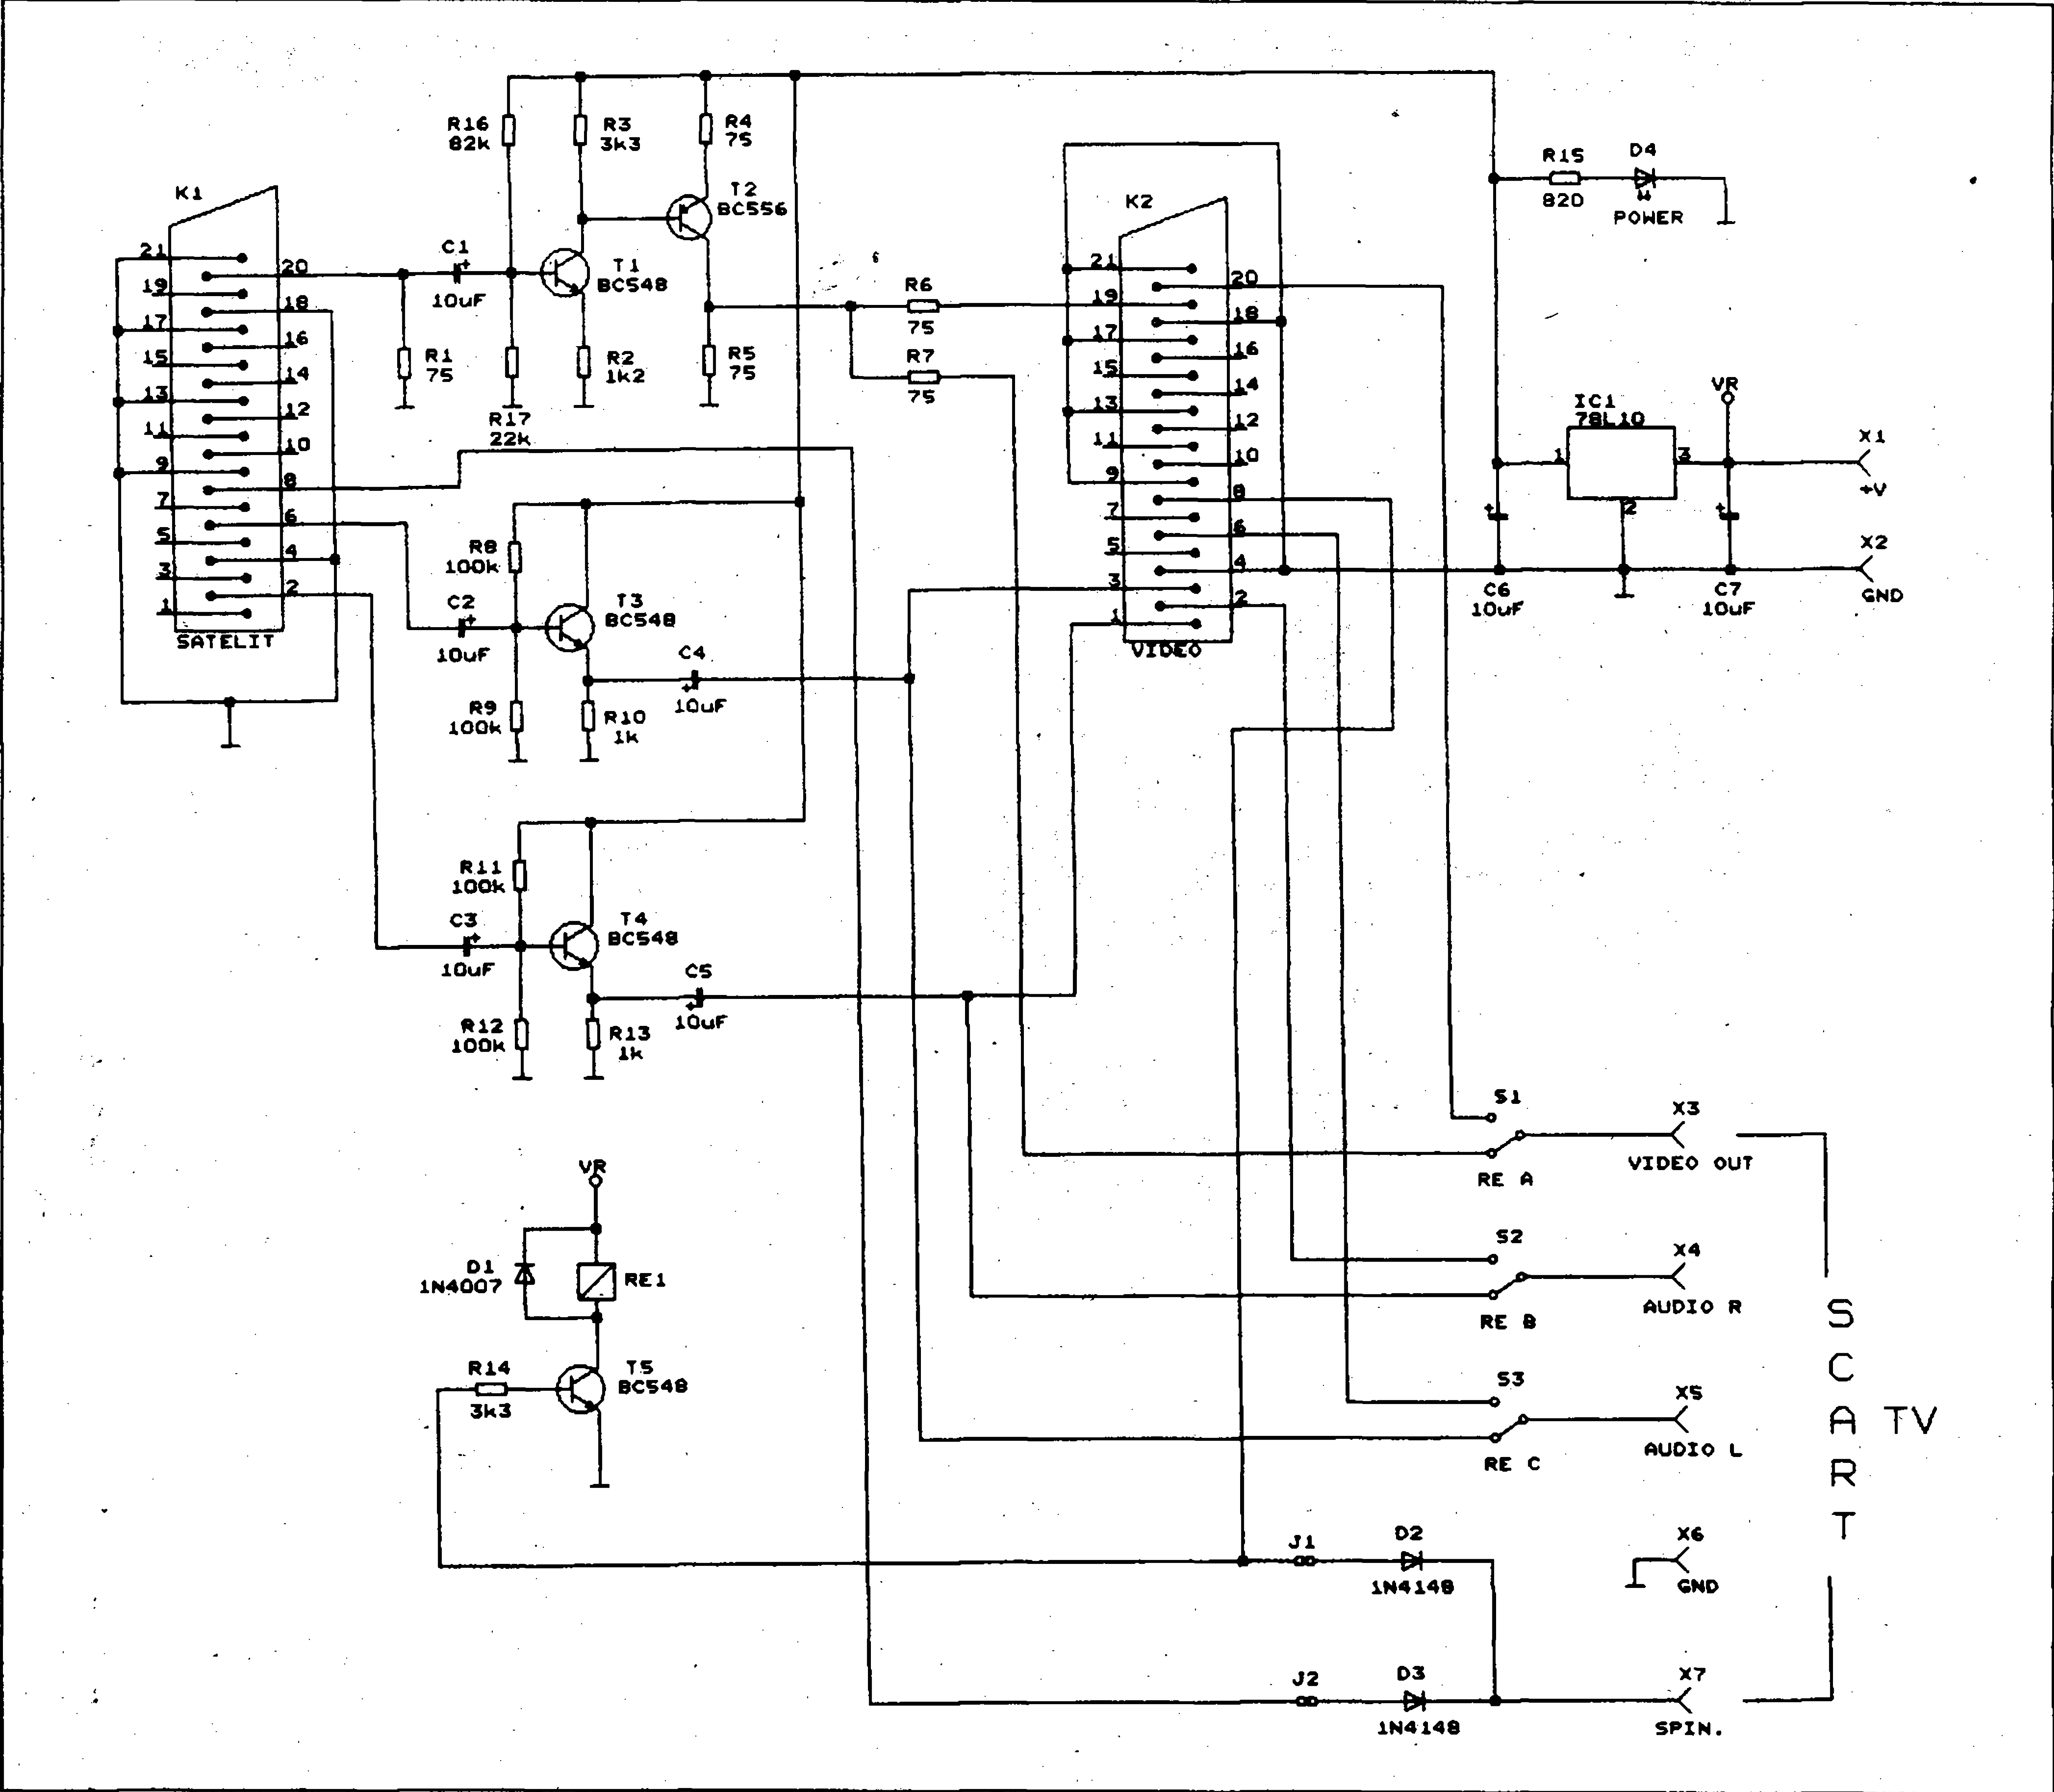 R16
82k
R3
3k3
R4
75
T2
BC556
K1
21
20
19
18
17
16
15
14
13
12
11
10
9
8
7
6
5
4
3
2
1
SATELIT
C1
+
10uF
T1
BC548
R1
75
R17
22k
R2
1k2
R5
75
R6
75
R7
75
K2
21
20
19
18
17
16
15
14
13
12
11
10
9
8
7
6
5
4
3
2
1
VIDEO
R15
820
D4
POWER
IC1
78L10
1
3
2
VR
X1
+V
X2
GND
+
C6
10uF
+
C7
10uF
R8
100k
C2
+
10uF
T3
BC548
R9
100k
R10
1k
C4
+
10uF
R11
100k
C3
+
10uF
T4
BC548
R12
100k
R13
1k
C5
+
10uF
VR
D1
1N4007
RE1
R14
3k3
T5
BC548
S1
RE A
X3
VIDEO OUT
S2
RE B
X4
AUDIO R
S3
RE C
X5
AUDIO L
J1
D2
1N4148
X6
GND
J2
D3
1N4148
X7
SPIN.
SCART
TV